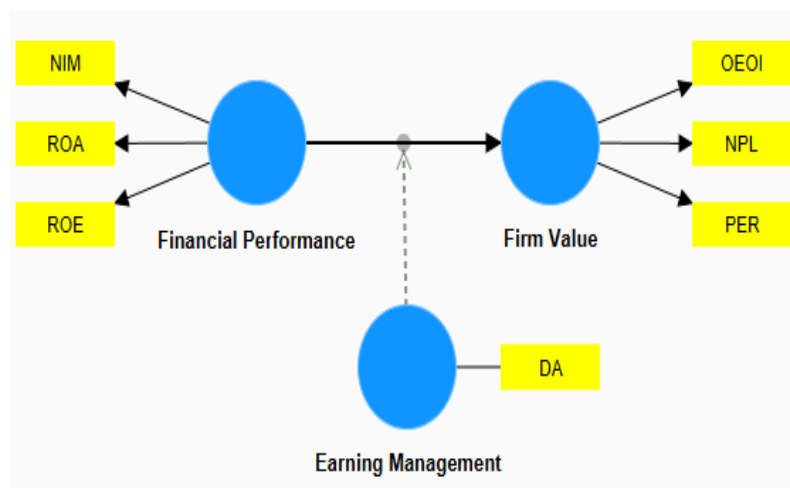 NIM
OEOI
ROA
NPL
ROE
PER
Financial Performance
Firm Value
DA
Earning Management